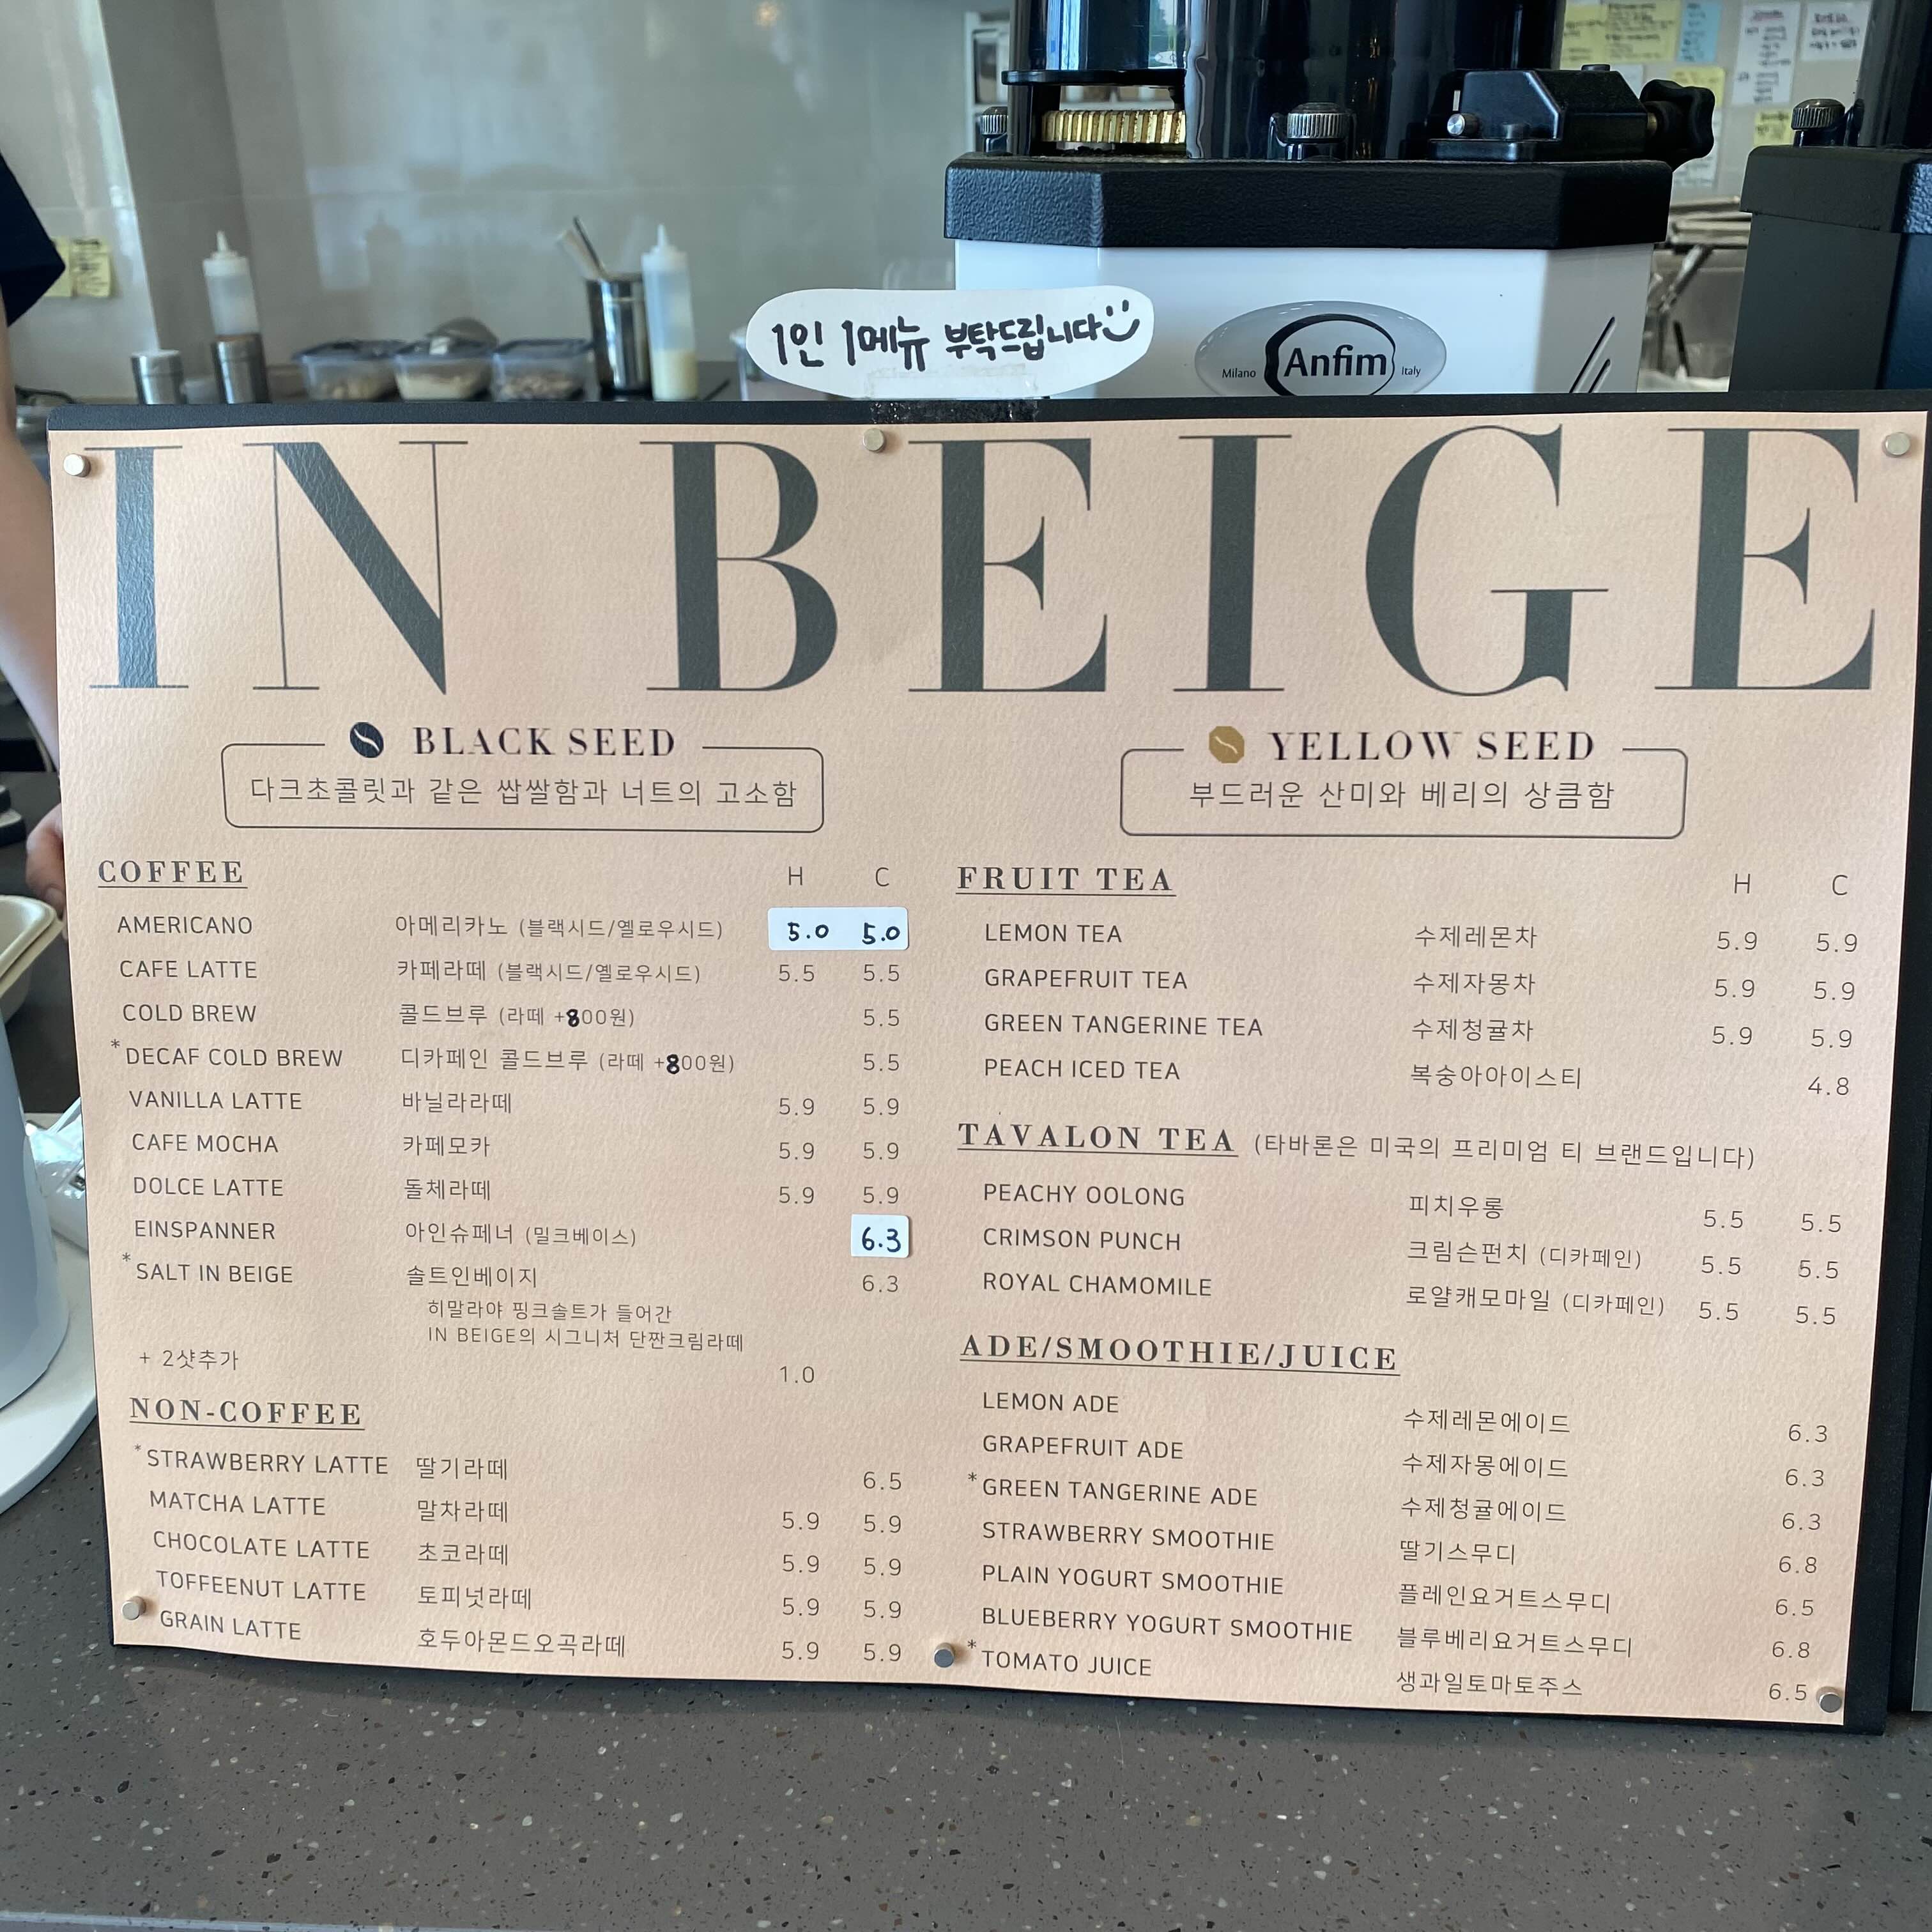 1인 1메뉴 부탁드립니다
Milano Anfim Italy
IN BEIGE
BLACK SEED
다크초콜릿과 같은 쌉쌀함과 너트의 고소함
YELLOW SEED
부드러운 산미와 베리의 상큼함
COFFEE H C
AMERICANO 아메리카노 (블랙시드/옐로우시드) 5.0 5.0
CAFE LATTE 카페라떼 (블랙시드/옐로우시드) 5.5 5.5
COLD BREW 콜드브루 (라떼 +800원) 5.5
*DECAF COLD BREW 디카페인 콜드브루 (라떼 +800원) 5.5
VANILLA LATTE 바닐라라떼 5.9 5.9
CAFE MOCHA 카페모카 5.9 5.9
DOLCE LATTE 돌체라떼 5.9 5.9
EINSPANNER 아인슈페너 (밀크베이스) 6.3
*SALT IN BEIGE 솔트인베이지 6.3
히말라야 핑크솔트가 들어간
IN BEIGE의 시그니처 단짠크림라떼
+ 2샷추가 1.0
NON-COFFEE
*STRAWBERRY LATTE 딸기라떼 6.5
MATCHA LATTE 말차라떼 5.9 5.9
CHOCOLATE LATTE 초코라떼 5.9 5.9
TOFFEENUT LATTE 토피넛라떼 5.9 5.9
GRAIN LATTE 호두아몬드오곡라떼 5.9 5.9
FRUIT TEA H C
LEMON TEA 수제레몬차 5.9 5.9
GRAPEFRUIT TEA 수제자몽차 5.9 5.9
GREEN TANGERINE TEA 수제청귤차 5.9 5.9
PEACH ICED TEA 복숭아아이스티 4.8
TAVALON TEA (타바론은 미국의 프리미엄 티 브랜드입니다)
PEACHY OOLONG 피치우롱 5.5 5.5
CRIMSON PUNCH 크림슨펀치 (디카페인) 5.5 5.5
ROYAL CHAMOMILE 로얄캐모마일 (디카페인) 5.5 5.5
ADE/SMOOTHIE/JUICE
LEMON ADE 수제레몬에이드 6.3
GRAPEFRUIT ADE 수제자몽에이드 6.3
*GREEN TANGERINE ADE 수제청귤에이드 6.3
STRAWBERRY SMOOTHIE 딸기스무디 6.8
PLAIN YOGURT SMOOTHIE 플레인요거트스무디 6.5
BLUEBERRY YOGURT SMOOTHIE 블루베리요거트스무디 6.8
*TOMATO JUICE 생과일토마토주스 6.5